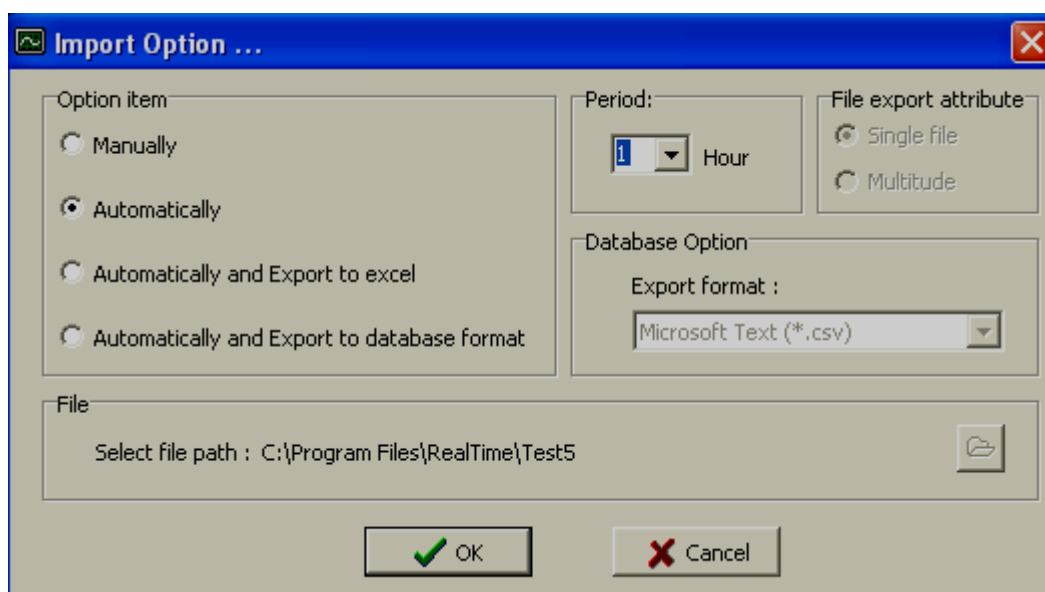 Import Option ...
Option item
Manually
Automatically
Automatically and Export to excel
Automatically and Export to database format
Period:
1 Hour
File export attribute
Single file
Multitude
Database Option
Export format :
Microsoft Text (*.csv)
File
Select file path : C:\Program Files\RealTime\Test5
OK
Cancel